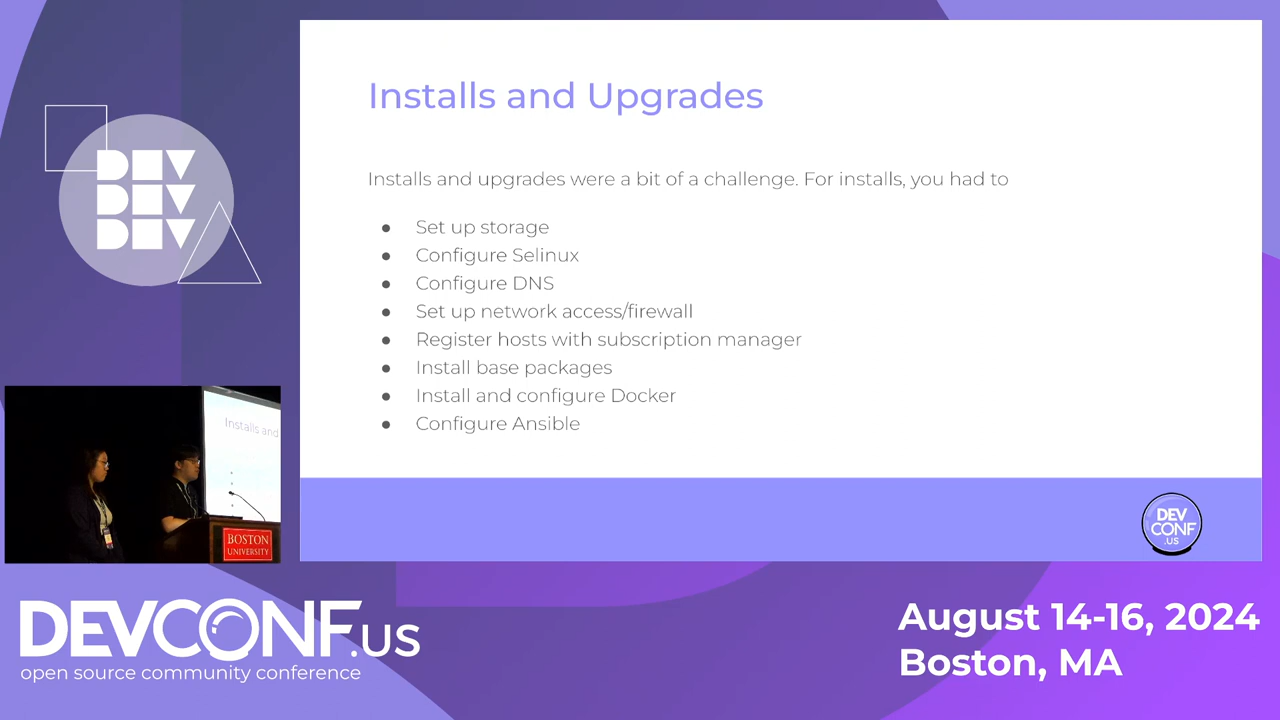 Installs and Upgrades
Installs and upgrades were a bit of a challenge. For installs, you had to
● Set up storage
● Configure Selinux
● Configure DNS
● Set up network access/firewall
● Register hosts with subscription manager
● Install base packages
● Install and configure Docker
● Configure Ansible
DEV
CONF
.US
DEV
DEV
DEV
Installs and
BOSTON
UNIVERSITY
DEVCONF.us
open source community conference
August 14-16, 2024
Boston, MA